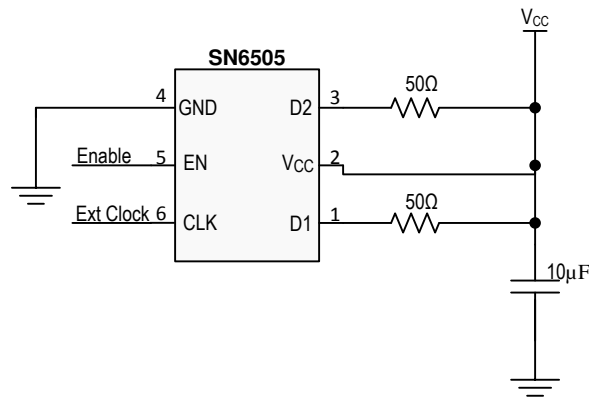 VCC
SN6505
50Ω
4
GND
D2
3
Enable
5
EN
VCC
2
50Ω
Ext Clock
6
CLK
D1
1
10μF